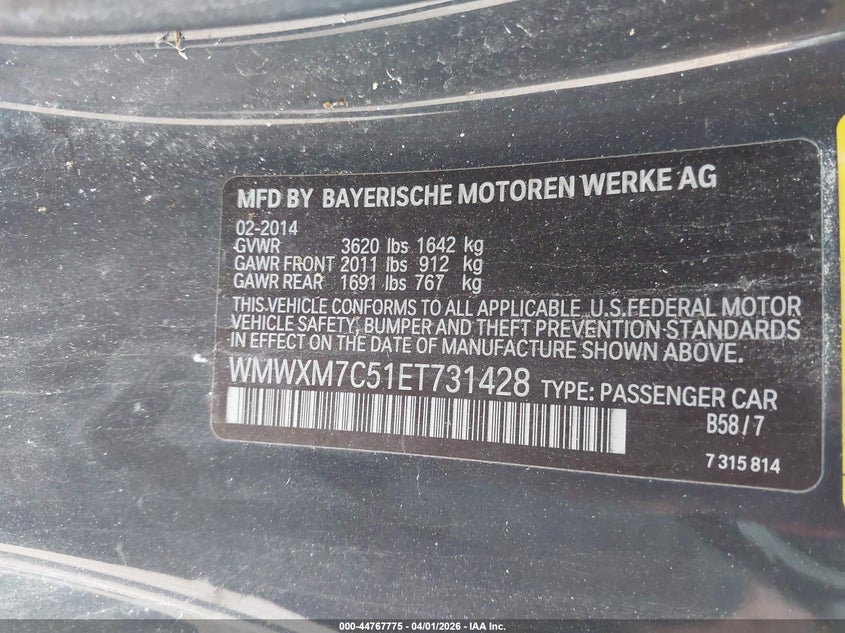 MFD BY BAYERISCHE MOTOREN WERKE AG
02-2014
GVWR 3620 lbs 1642 kg
GAWR FRONT 2011 lbs 912 kg
GAWR REAR 1691 lbs 767 kg
THIS VEHICLE CONFORMS TO ALL APPLICABLE U.S.FEDERAL MOTOR
VEHICLE SAFETY, BUMPER AND THEFT PREVENTION STANDARDS
IN EFFECT ON THE DATE OF MANUFACTURE SHOWN ABOVE.
WMWXM7C51ET731428 TYPE: PASSENGER CAR
B58/7
7 315 814
000-44767775 | 04/01/2026 | IAA Inc.